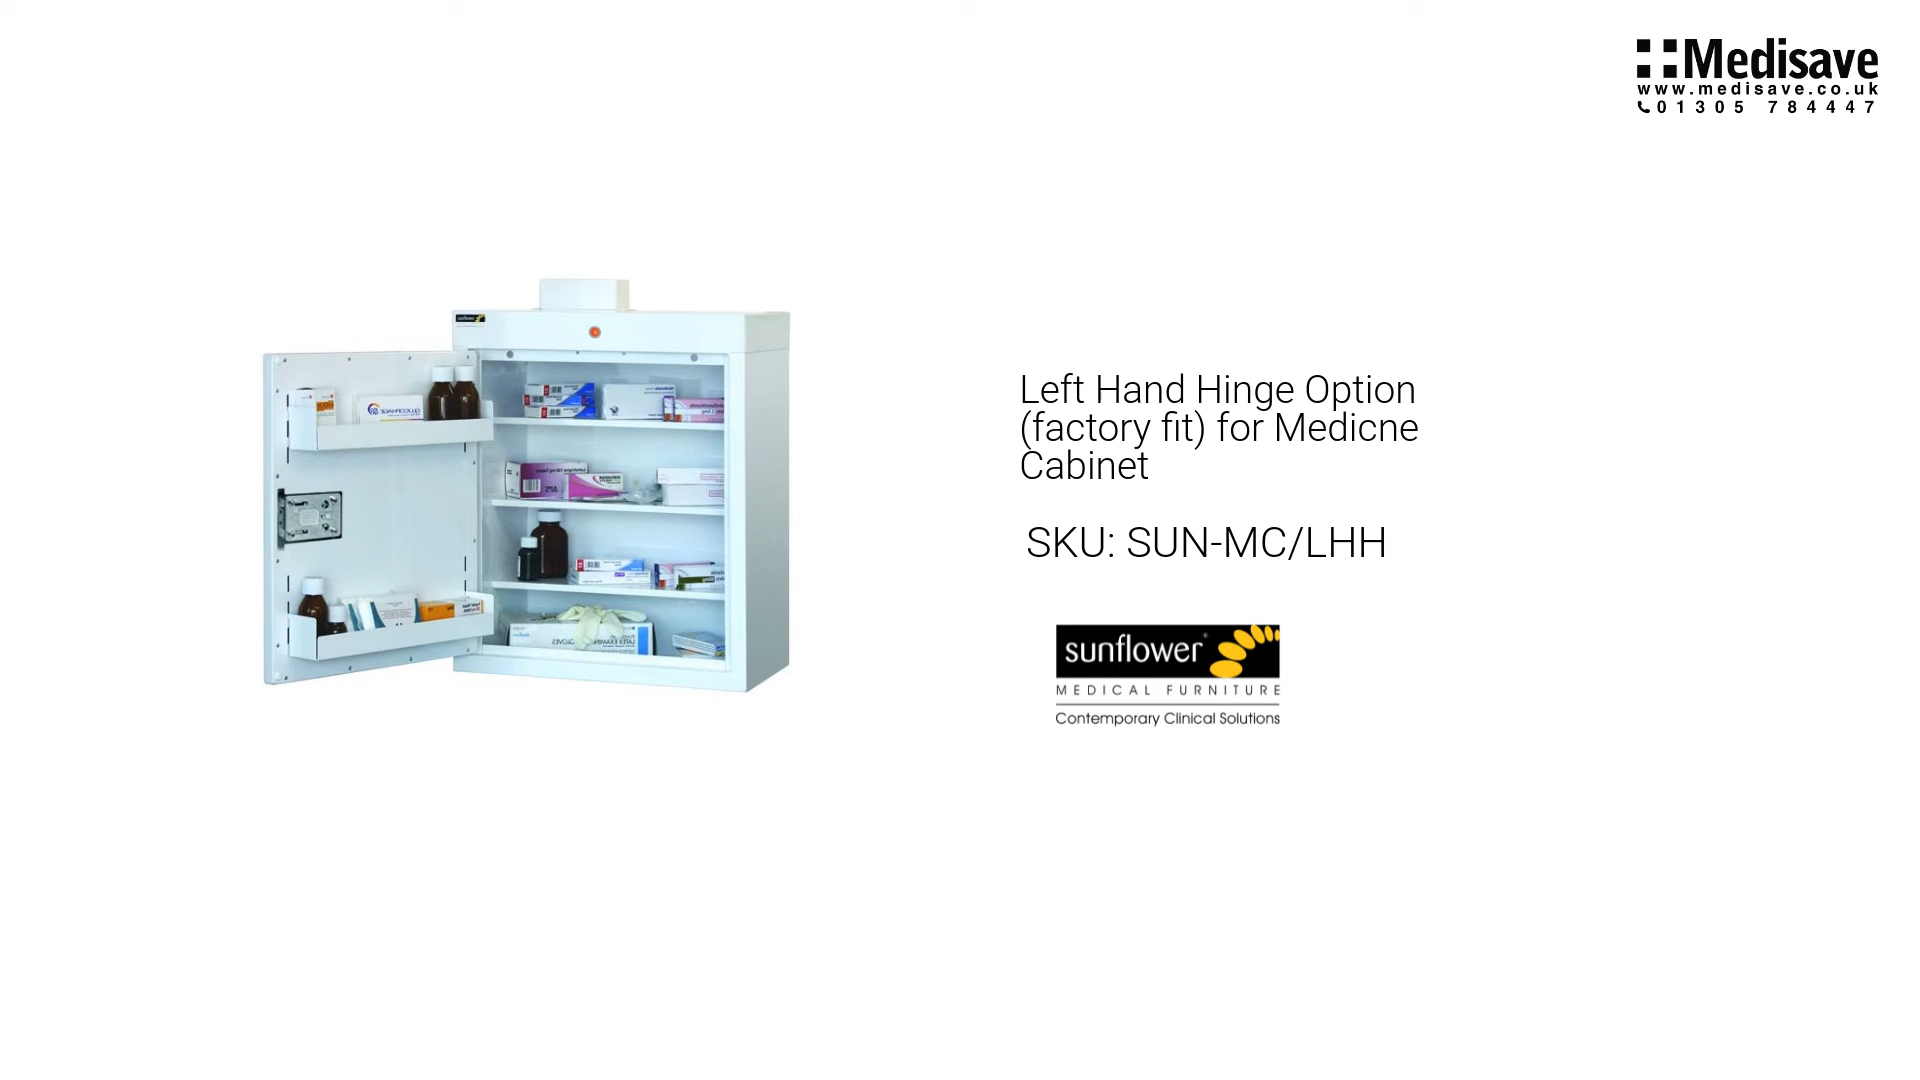 Medisave
www.medisave.co.uk
01305 784447
sunflower
Left Hand Hinge Option
(factory fit) for Medicne
Cabinet
SKU: SUN-MC/LHH
sunflower
MEDICAL FURNITURE
Contemporary Clinical Solutions